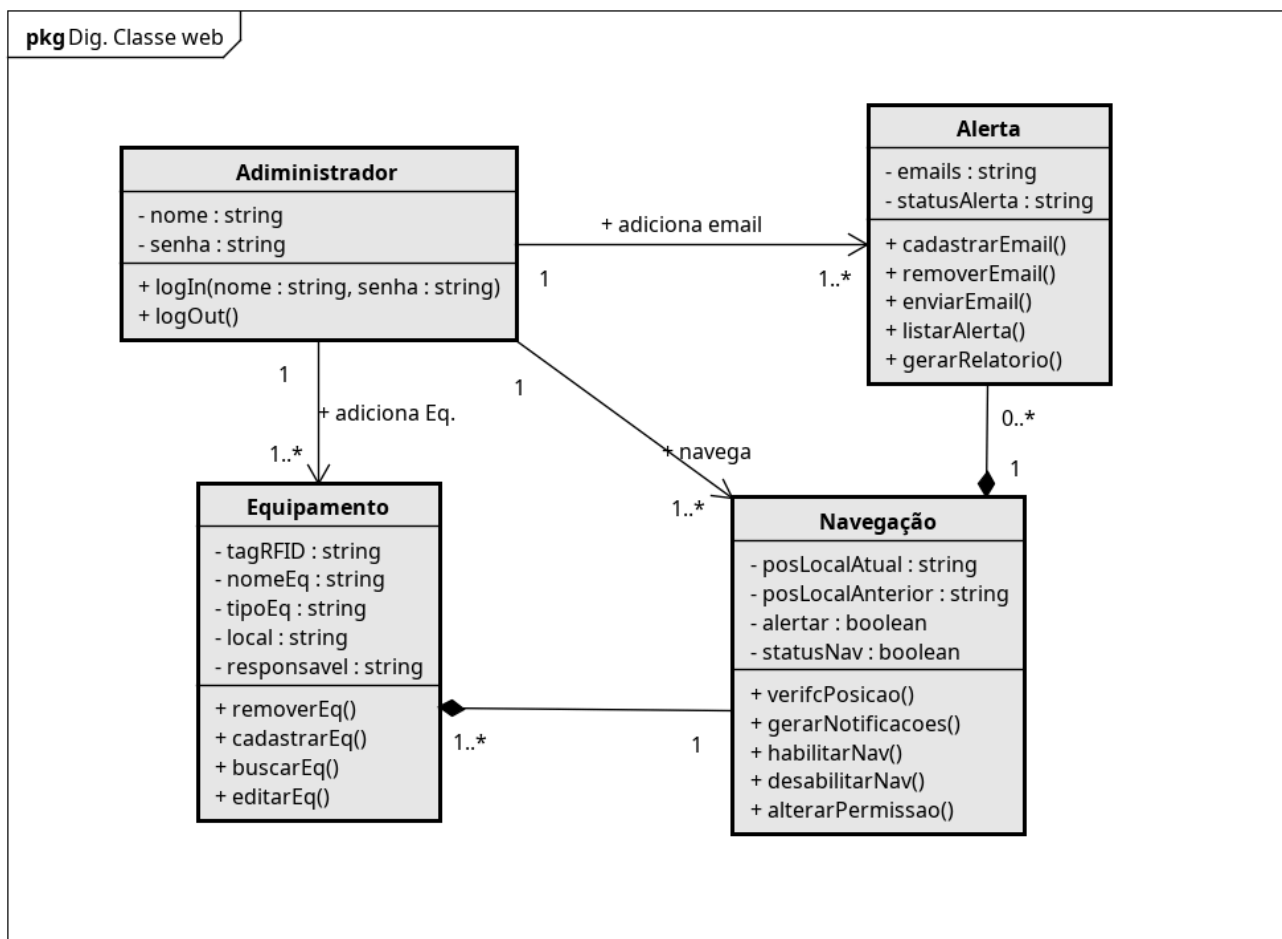 pkg Dig. Classe web
Adiministrador
- nome : string
- senha : string
+ logIn(nome : string, senha : string)
+ logOut()
+ adiciona email
1
1..*
Alerta
- emails : string
- statusAlerta : string
+ cadastrarEmail()
+ removerEmail()
+ enviarEmail()
+ listarAlerta()
+ gerarRelatorio()
1
+ adiciona Eq.
1..*
1
+ navega
1..*
0..*
1
Equipamento
- tagRFID : string
- nomeEq : string
- tipoEq : string
- local : string
- responsavel : string
+ removerEq()
+ cadastrarEq()
+ buscarEq()
+ editarEq()
1..*
1
Navegação
- posLocalAtual : string
- posLocalAnterior : string
- alertar : boolean
- statusNav : boolean
+ verifcPosicao()
+ gerarNotificacoes()
+ habilitarNav()
+ desabilitarNav()
+ alterarPermissao()